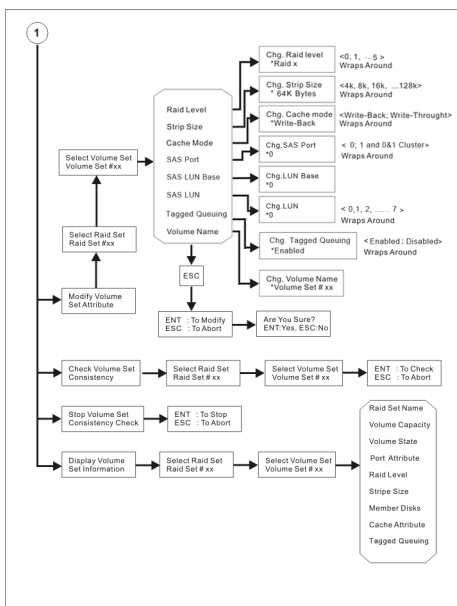 1
Chg. Raid level
*Raid x
<0, 1, ...5 >
Wraps Around
Chg. Strip Size
* 64K Bytes
<4k, 8k, 16k, ...128k>
Wraps Around
Chg. Cache mode
*Write-Back
<Write-Back; Write-Throught>
Wraps Around
Chg.SAS Port
*0
< 0; 1 and 0&1 Cluster>
Wraps Around
Chg.LUN Base
*0
Chg.LUN
*0
< 0,1, 2, ...... 7 >
Wraps Around
Chg. Tagged Queuing
*Enabled
<Enabled; Disabled>
Wraps Around
Chg. Volume Name
*Volume Set # xx
Raid Level
Strip Size
Cache Mode
SAS Port
SAS LUN Base
SAS LUN
Tagged Queuing
Volume Name
Select Volume Set
Volume Set #xx
Select Raid Set
Raid Set #xx
Modify Volume
Set Attribute
ESC
ENT : To Modify
ESC : To Abort
Are You Sure?
ENT:Yes, ESC:No
Check Volume Set
Consistency
Select Raid Set
Raid Set # xx
Select Volume Set
Volume Set # xx
ENT : To Check
ESC : To Abort
Stop Volume Set
Consistency Check
ENT : To Stop
ESC : To Abort
Display Volume
Set Information
Select Raid Set
Raid Set # xx
Select Volume Set
Volume Set # xx
Raid Set Name
Volume Capacity
Volume State
Port Attribute
Raid Level
Stripe Size
Member Disks
Cache Attribute
Tagged Queuing